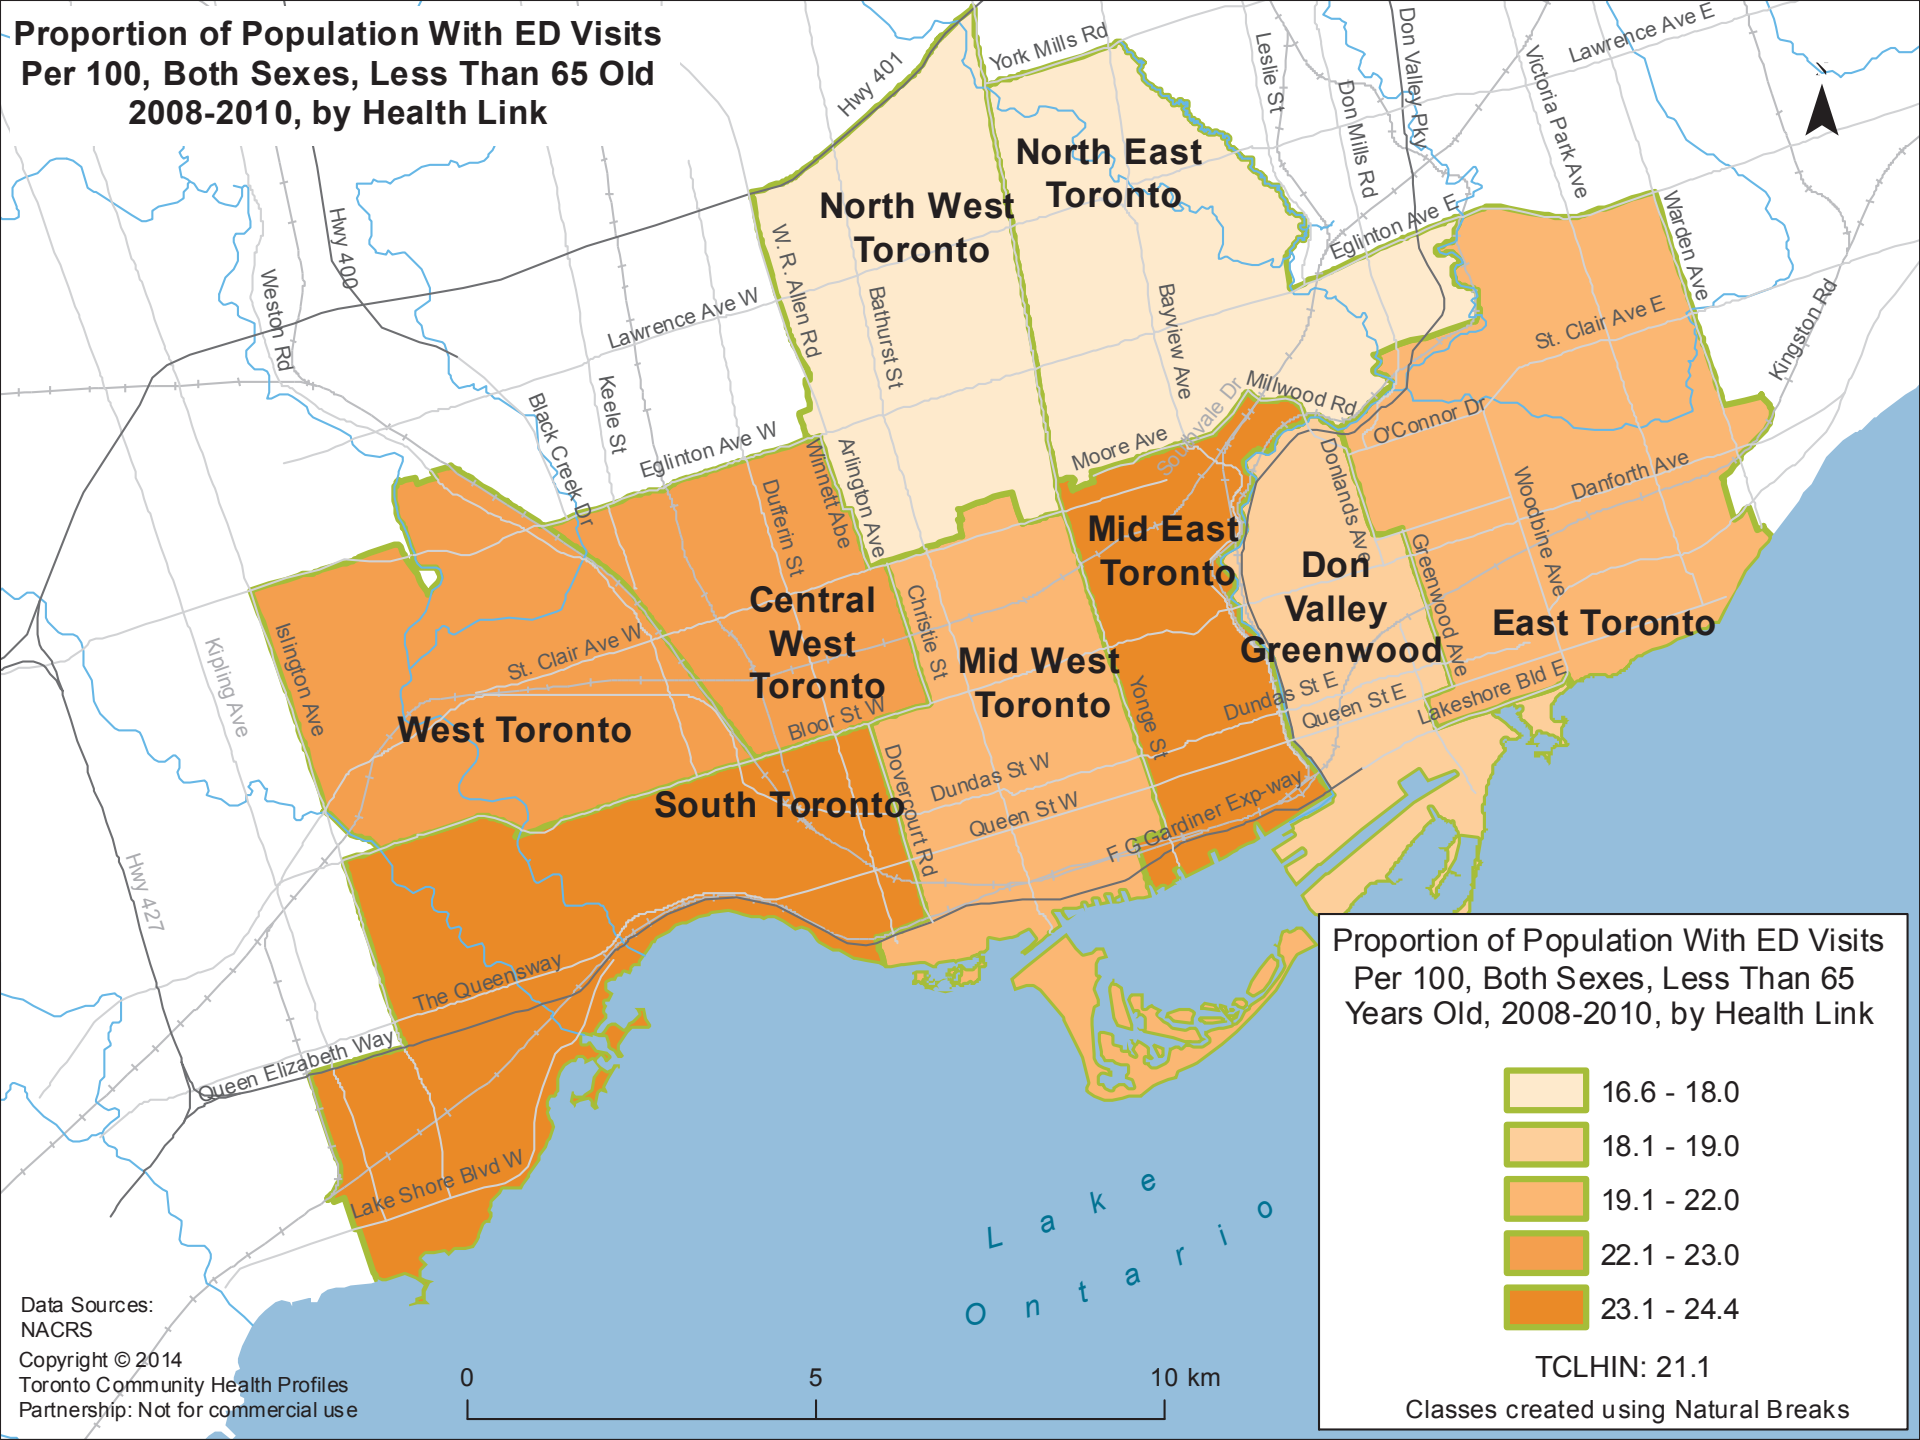 Proportion of Population With ED Visits
Per 100, Both Sexes, Less Than 65 Old
2008-2010, by Health Link
Hwy 401
York Mills Rd
Leslie St
Don Mills Rd
Don Valley Pky
Victoria Park Ave
Lawrence Ave E
North East
Toronto
North West
Toronto
W. R. Allen Rd
Bathurst St
Bayview Ave
Eglinton Ave E
Warden Ave
Kingston Rd
St. Clair Ave E
Hwy 400
Weston Rd
Lawrence Ave W
Keele St
Black Creek Dr
Eglinton Ave W
Winnett Abe
Arlington Ave
Dufferin St
Moore Ave
Southvale Dr
Millwood Rd
O'Connor Dr
Donlands Ave
Danforth Ave
Woodbine Ave
Greenwood Ave
Mid East
Toronto
Don
Valley
Greenwood
East Toronto
Central
West
Toronto
Christie St
Mid West
Toronto
Yonge St
Kipling Ave
Islington Ave
St. Clair Ave W
West Toronto
Bloor St W
South Toronto
Dovercourt Rd
Dundas St W
Queen St W
Dundas St E
Queen St E
Lakeshore Bld E
F G Gardiner Exp-way
Hwy 427
The Queensway
Queen Elizabeth Way
Lake Shore Blvd W
Lake
Ontario
Proportion of Population With ED Visits
Per 100, Both Sexes, Less Than 65
Years Old, 2008-2010, by Health Link
16.6 - 18.0
18.1 - 19.0
19.1 - 22.0
22.1 - 23.0
23.1 - 24.4
TCLHIN: 21.1
Classes created using Natural Breaks
Data Sources:
NACRS
Copyright © 2014
Toronto Community Health Profiles
Partnership: Not for commercial use
0 5 10 km